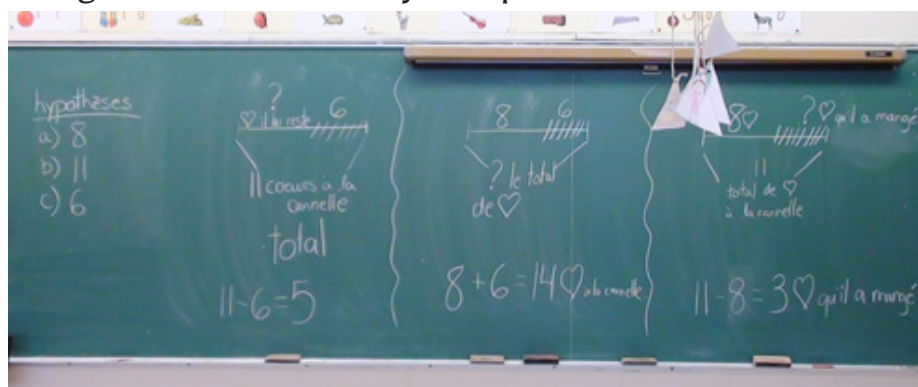 hypothèses
a) 8
b) 11
c) 6
?
♡ il lui reste 6
11 coeurs à la
cannelle
total
11-6=5
8 6
? le total
de ♡
8+6=14♡ à la cannelle
8♡ ?♡ qu'il a mangé
11
total de ♡
à la cannelle
11-8=3♡ qu'il a mangé